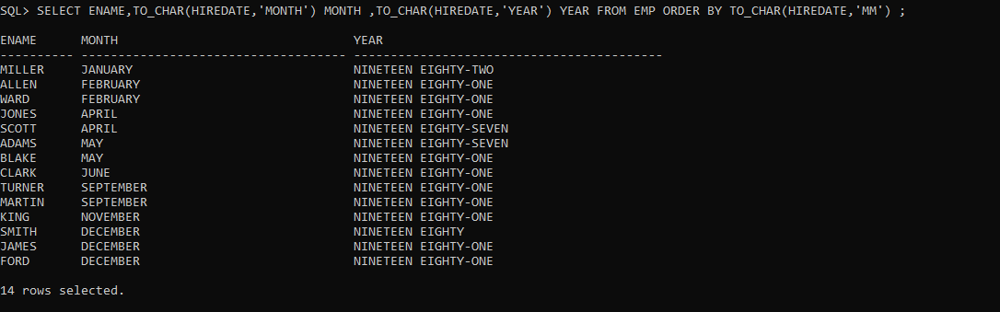 SQL> SELECT ENAME,TO_CHAR(HIREDATE,'MONTH') MONTH ,TO_CHAR(HIREDATE,'YEAR') YEAR FROM EMP ORDER BY TO_CHAR(HIREDATE,'MM') ;
ENAME      MONTH                                YEAR
---------- ------------------------------------ ------------------------------------------
MILLER     JANUARY                              NINETEEN EIGHTY-TWO
ALLEN      FEBRUARY                             NINETEEN EIGHTY-ONE
WARD       FEBRUARY                             NINETEEN EIGHTY-ONE
JONES      APRIL                                NINETEEN EIGHTY-ONE
SCOTT      APRIL                                NINETEEN EIGHTY-SEVEN
ADAMS      MAY                                  NINETEEN EIGHTY-SEVEN
BLAKE      MAY                                  NINETEEN EIGHTY-ONE
CLARK      JUNE                                 NINETEEN EIGHTY-ONE
TURNER     SEPTEMBER                            NINETEEN EIGHTY-ONE
MARTIN     SEPTEMBER                            NINETEEN EIGHTY-ONE
KING       NOVEMBER                             NINETEEN EIGHTY-ONE
SMITH      DECEMBER                             NINETEEN EIGHTY
JAMES      DECEMBER                             NINETEEN EIGHTY-ONE
FORD       DECEMBER                             NINETEEN EIGHTY-ONE
14 rows selected.